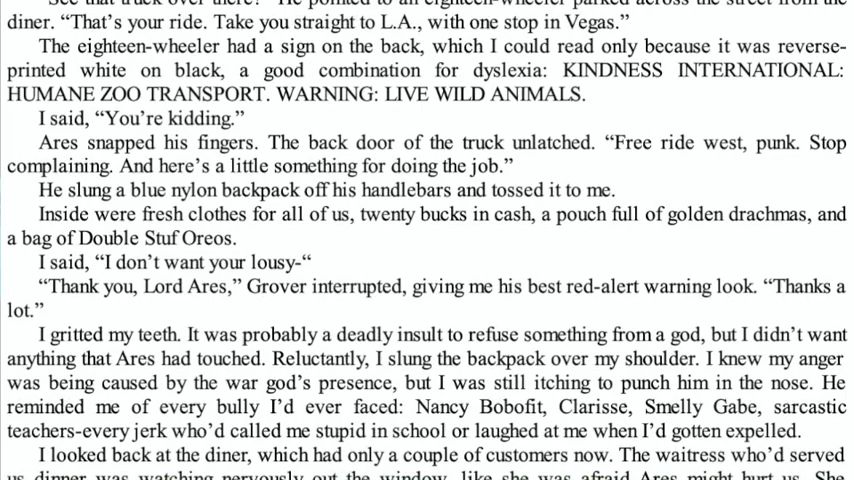 "See that truck over there?" He pointed to an eighteen-wheeler parked across the street from the
diner. “That’s your ride. Take you straight to L.A., with one stop in Vegas.”
The eighteen-wheeler had a sign on the back, which I could read only because it was reverse-
printed white on black, a good combination for dyslexia: KINDNESS INTERNATIONAL:
HUMANE ZOO TRANSPORT. WARNING: LIVE WILD ANIMALS.
I said, “You’re kidding.”
Ares snapped his fingers. The back door of the truck unlatched. “Free ride west, punk. Stop
complaining. And here’s a little something for doing the job.”
He slung a blue nylon backpack off his handlebars and tossed it to me.
Inside were fresh clothes for all of us, twenty bucks in cash, a pouch full of golden drachmas, and
a bag of Double Stuf Oreos.
I said, “I don’t want your lousy-“
“Thank you, Lord Ares,” Grover interrupted, giving me his best red-alert warning look. “Thanks a
lot.”
I gritted my teeth. It was probably a deadly insult to refuse something from a god, but I didn’t want
anything that Ares had touched. Reluctantly, I slung the backpack over my shoulder. I knew my anger
was being caused by the war god’s presence, but I was still itching to punch him in the nose. He
reminded me of every bully I’d ever faced: Nancy Bobofit, Clarisse, Smelly Gabe, sarcastic
teachers-every jerk who’d called me stupid in school or laughed at me when I’d gotten expelled.
I looked back at the diner, which had only a couple of customers now. The waitress who’d served
us dinner was watching nervously out the window, like she was afraid Ares might hurt us. She